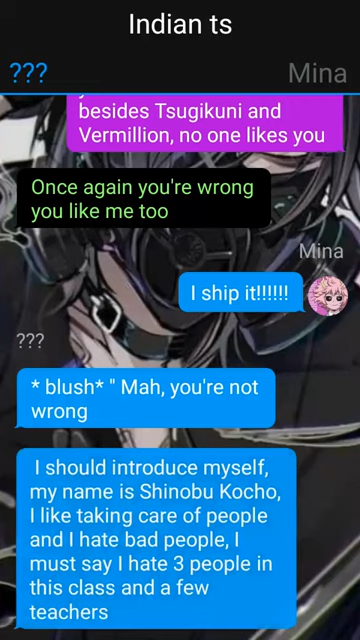 Indian ts
???
Mina
besides Tsugikuni and
Vermillion, no one likes you
Once again you're wrong
you like me too
Mina
I ship it!!!!!!
???
* blush* " Mah, you're not
wrong
I should introduce myself,
my name is Shinobu Kocho,
I like taking care of people
and I hate bad people, I
must say I hate 3 people in
this class and a few
teachers